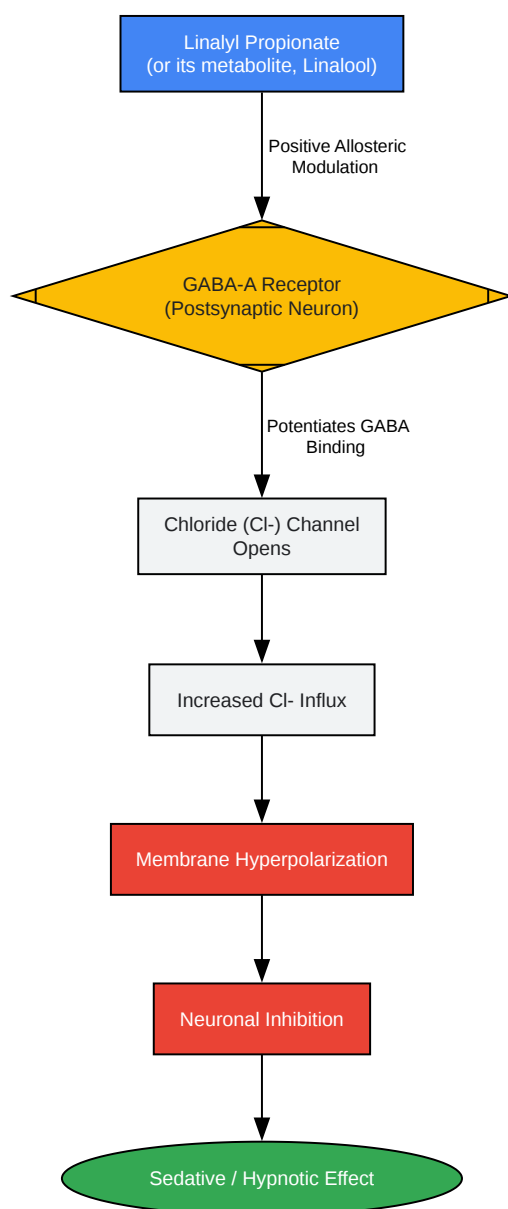 Linalyl Propionate
(or its metabolite, Linalool)
Positive Allosteric
Modulation
GABA-A Receptor
(Postsynaptic Neuron)
Potentiates GABA
Binding
Chloride (Cl-) Channel
Opens
Increased Cl- Influx
Membrane Hyperpolarization
Neuronal Inhibition
Sedative / Hypnotic Effect